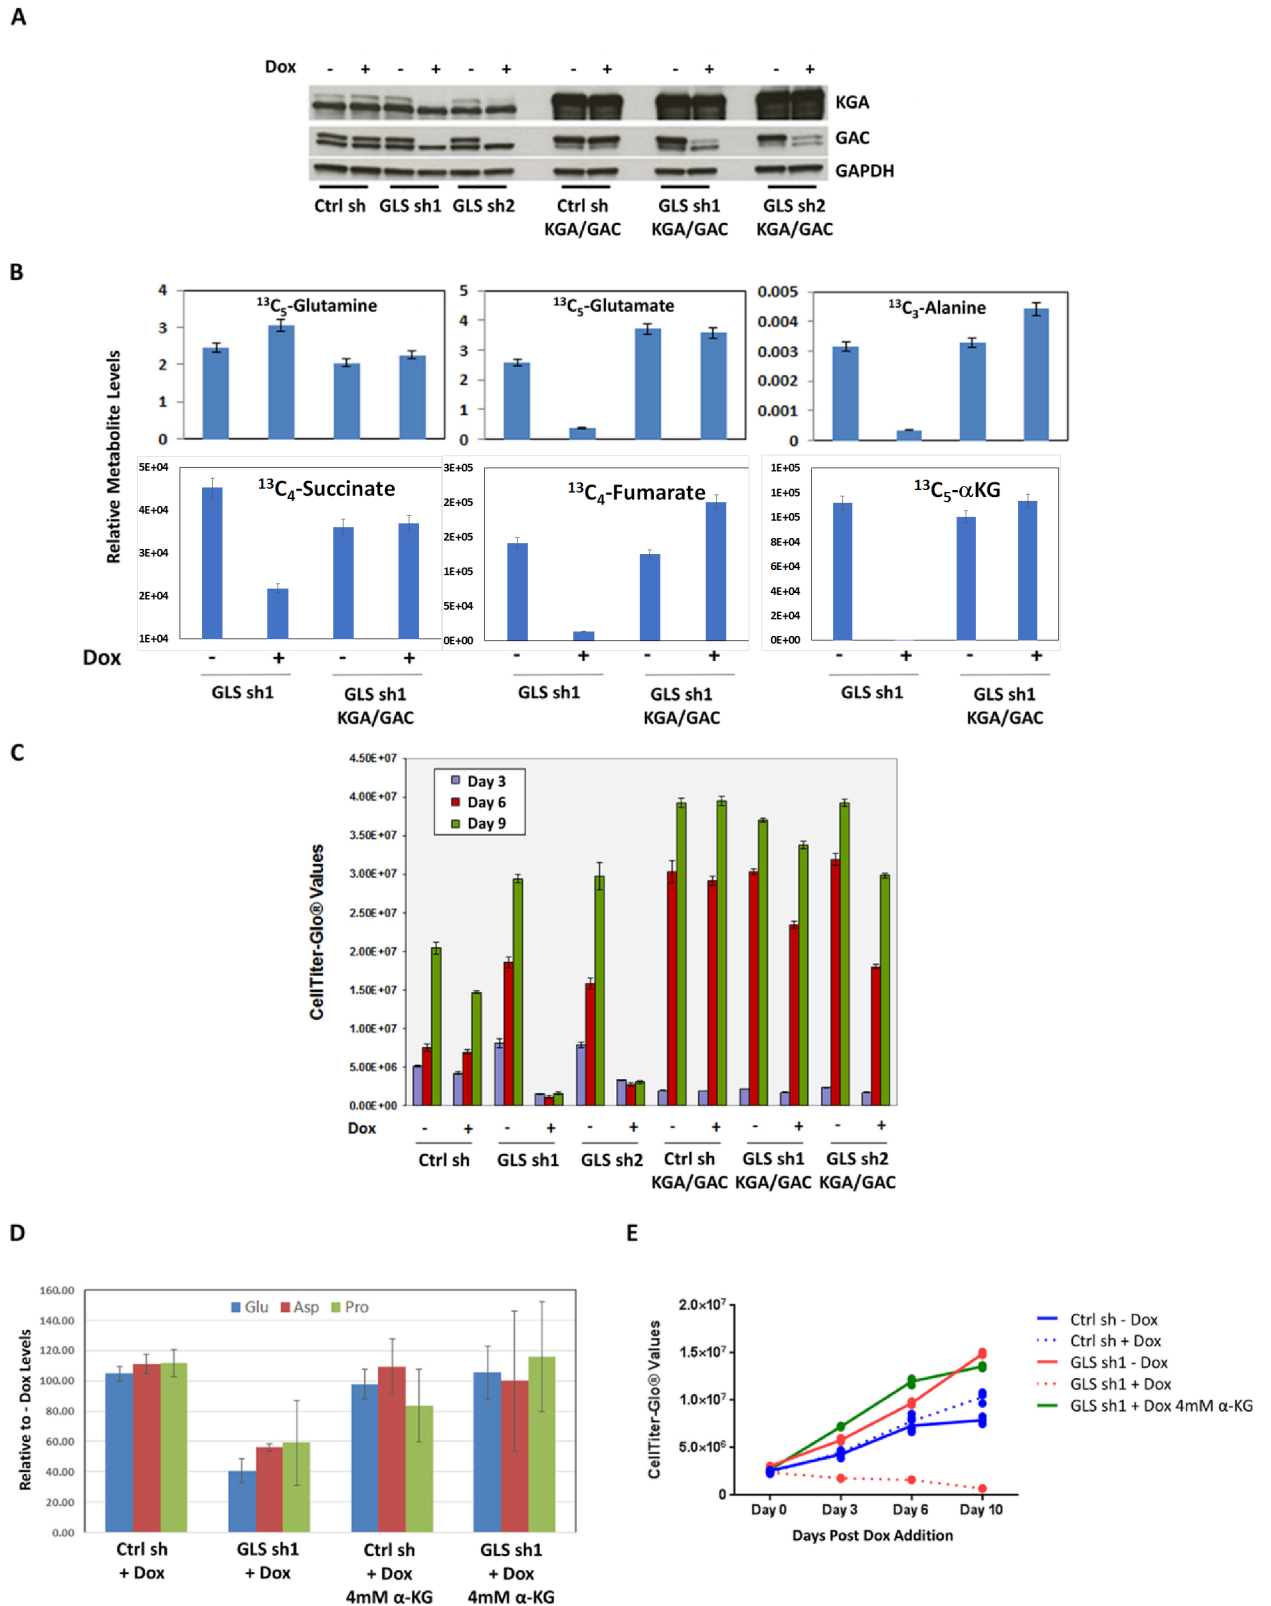 A
Dox - + - + - + - + - + - +
KGA
GAC
GAPDH
Ctrl sh GLS sh1 GLS sh2 Ctrl sh GLS sh1 GLS sh2
KGA/GAC KGA/GAC KGA/GAC
B
Relative Metabolite Levels
¹³C₅-Glutamine
4
3
2
1
0
¹³C₅-Glutamate
5
4
3
2
1
0
¹³C₃-Alanine
0.005
0.004
0.003
0.002
0.001
0
¹³C₄-Succinate
5E+04
4E+04
3E+04
2E+04
1E+04
¹³C₄-Fumarate
3E+05
2E+05
2E+05
1E+05
5E+04
0E+00
¹³C₅-αKG
1E+05
1E+05
1E+05
8E+04
6E+04
4E+04
2E+04
0E+00
Dox - + - + - + - + - + - +
GLS sh1 GLS sh1 GLS sh1 GLS sh1 GLS sh1 GLS sh1
KGA/GAC KGA/GAC KGA/GAC
C
CellTiter-Glo® Values
4.50E+07
4.00E+07
3.50E+07
3.00E+07
2.50E+07
2.00E+07
1.50E+07
1.00E+07
5.00E+06
0.00E+00
Day 3
Day 6
Day 9
Dox - + - + - + - + - + - +
Ctrl sh GLS sh1 GLS sh2 Ctrl sh GLS sh1 GLS sh2
KGA/GAC KGA/GAC KGA/GAC
D
Relative to - Dox Levels
160.00
140.00
120.00
100.00
80.00
60.00
40.00
20.00
0.00
Glu Asp Pro
Ctrl sh GLS sh1 Ctrl sh GLS sh1
+ Dox + Dox + Dox + Dox
4mM α-KG 4mM α-KG
E
CellTiter-Glo® Values
2.0×10⁷
1.5×10⁷
1.0×10⁷
5.0×10⁶
0
Day 0 Day 3 Day 6 Day 10
Days Post Dox Addition
Ctrl sh - Dox
Ctrl sh + Dox
GLS sh1 - Dox
GLS sh1 + Dox
GLS sh1 + Dox 4mM α-KG